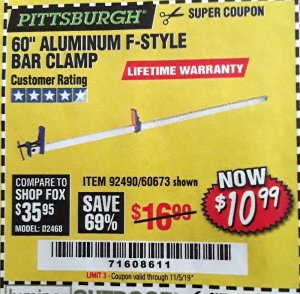 PITTSBURGH SUPER COUPON
60" ALUMINUM F-STYLE
BAR CLAMP
LIFETIME WARRANTY
Customer Rating
ITEM 92490/60673 shown
COMPARE TO
SHOP FOX
$35.95
MODEL: D2468
SAVE
69%
$16.99
NOW
$10.99
71608611
LIMIT 3 - Coupon valid through 11/5/19*